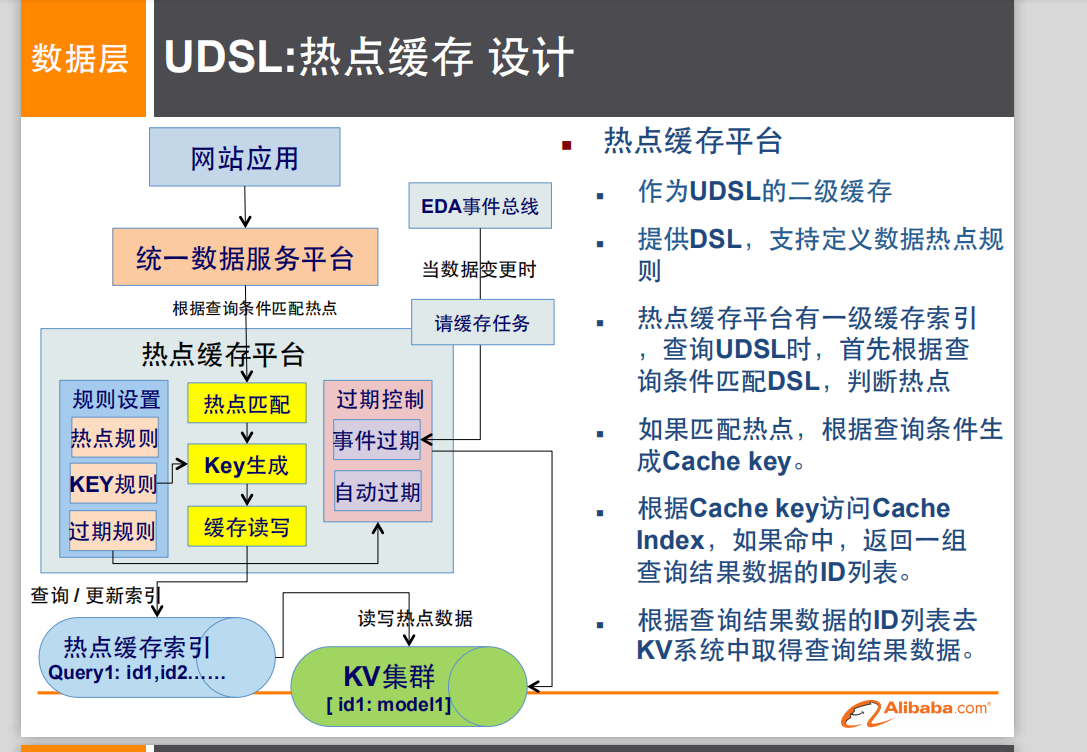 数据层
UDSL:热点缓存 设计
网站应用
统一数据服务平台
根据查询条件匹配热点
EDA事件总线
当数据变更时
请缓存任务
热点缓存平台
规则设置
热点规则
KEY规则
过期规则
热点匹配
Key生成
缓存读写
过期控制
事件过期
自动过期
查询 / 更新索引
热点缓存索引
Query1: id1,id2……
读写热点数据
KV集群
[ id1: model1]
热点缓存平台
作为UDSL的二级缓存
提供DSL，支持定义数据热点规
则
热点缓存平台有一级缓存索引
，查询UDSL时，首先根据查
询条件匹配DSL，判断热点
如果匹配热点，根据查询条件生
成Cache key。
根据Cache key访问Cache
Index，如果命中，返回一组
查询结果数据的ID列表。
根据查询结果数据的ID列表去
KV系统中取得查询结果数据。
Alibaba.com®